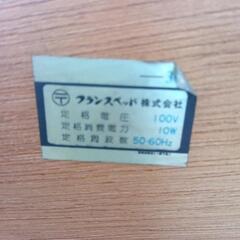 〒 フランスベッド株式会社
定格電圧 100V
定格消費電力 10W
定格周波数 50-60Hz